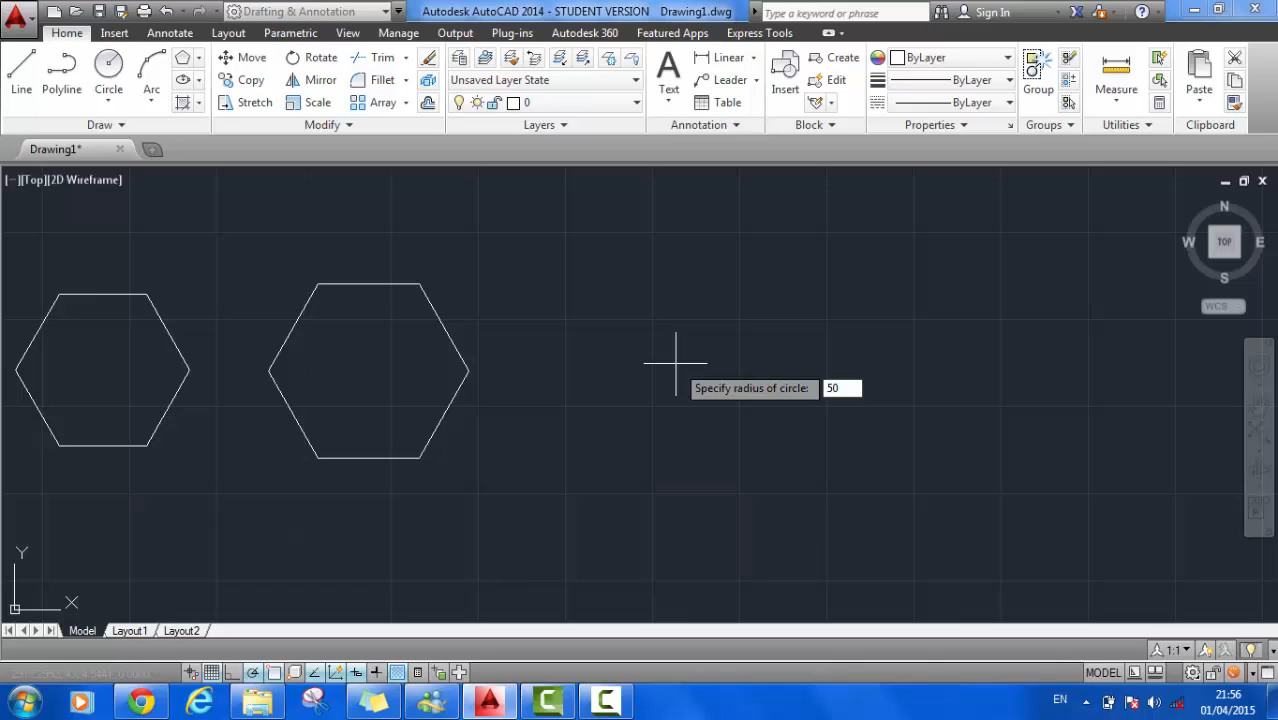 Drafting & Annotation
Autodesk AutoCAD 2014 - STUDENT VERSION Drawing1.dwg
Type a keyword or phrase
Sign In
Home Insert Annotate Layout Parametric View Manage Output Plug-ins Autodesk 360 Featured Apps Express Tools
Line Polyline Circle Arc
Move Rotate Trim
Copy Mirror Fillet
Stretch Scale Array
Unsaved Layer State
0
A
Text
Linear
Leader
Table
Insert
Create
Edit
ByLayer
ByLayer
ByLayer
Group
Measure
Paste
Draw Modify Layers Annotation Block Properties Groups Utilities Clipboard
Drawing1*
[−][Top][2D Wireframe]
N
W TOP E
S
WCS
Specify radius of circle: 50
Y
X
Model Layout1 Layout2
1:1
MODEL
EN
21:56
01/04/2015